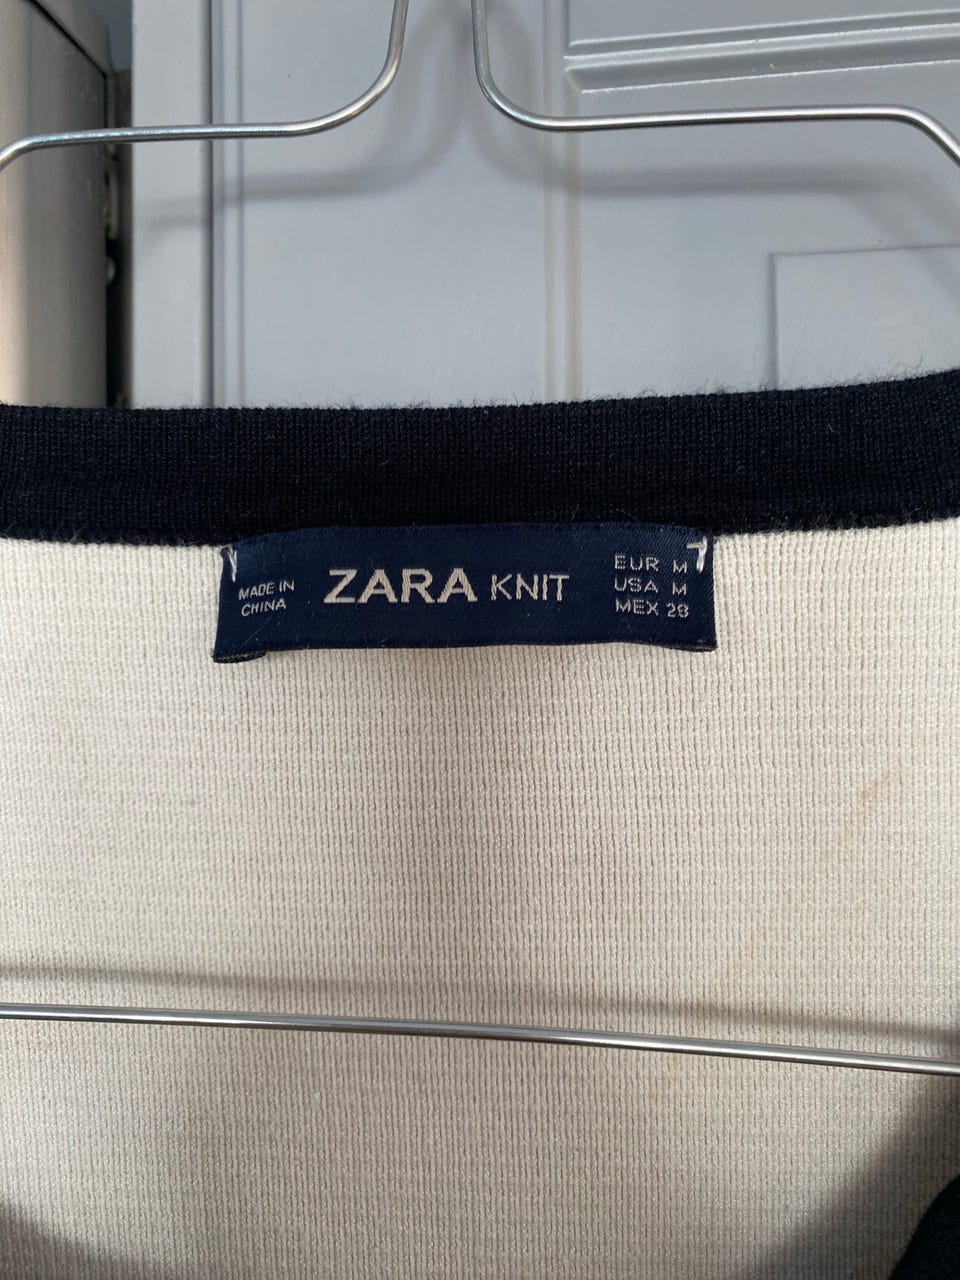 MADE IN
CHINA
ZARA KNIT
EUR M
USA M
MEX 28